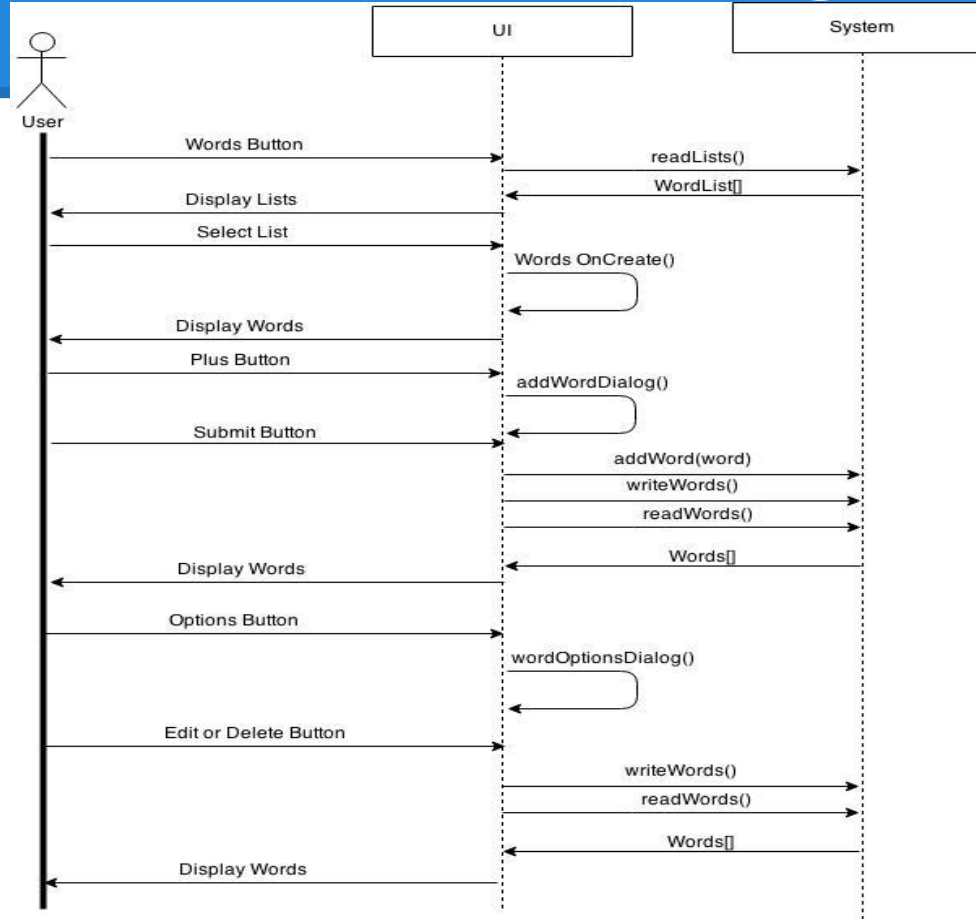 UI
System
User
Words Button
readLists()
WordList[]
Display Lists
Select List
Words OnCreate()
Display Words
Plus Button
addWordDialog()
Submit Button
addWord(word)
writeWords()
readWords()
Words[]
Display Words
Options Button
wordOptionsDialog()
Edit or Delete Button
writeWords()
readWords()
Words[]
Display Words